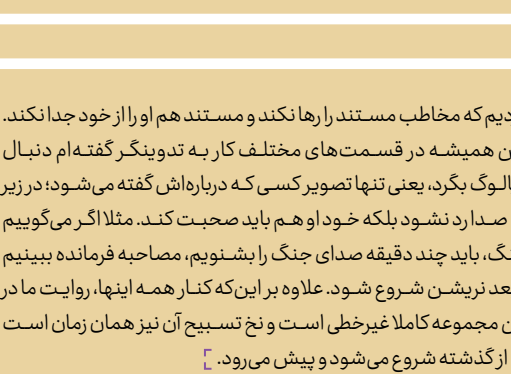 دیم که مخاطب مستند را رها نکند و مستند هم او را از خود جدا نکند.
ن همیشه در قسمت‌های مختلف کار به تدوینگر گفته‌ام دنبال
الوگ بگرد، یعنی تنها تصویر کسی که درباره‌اش گفته می‌شود؛ در زیر
صدا رد نشود بلکه خود او هم باید صحبت کند. مثلا اگر می‌گوییم
نگ، باید چند دقیقه صدای جنگ را بشنویم، مصاحبه فرمانده ببینیم
عد نریشن شروع شود. علاوه بر این‌که کنار همه اینها، روایت ما در
ن مجموعه کاملا غیرخطی است و نخ تسبیح آن نیز همان زمان است
از گذشته شروع می‌شود و پیش می‌رود.